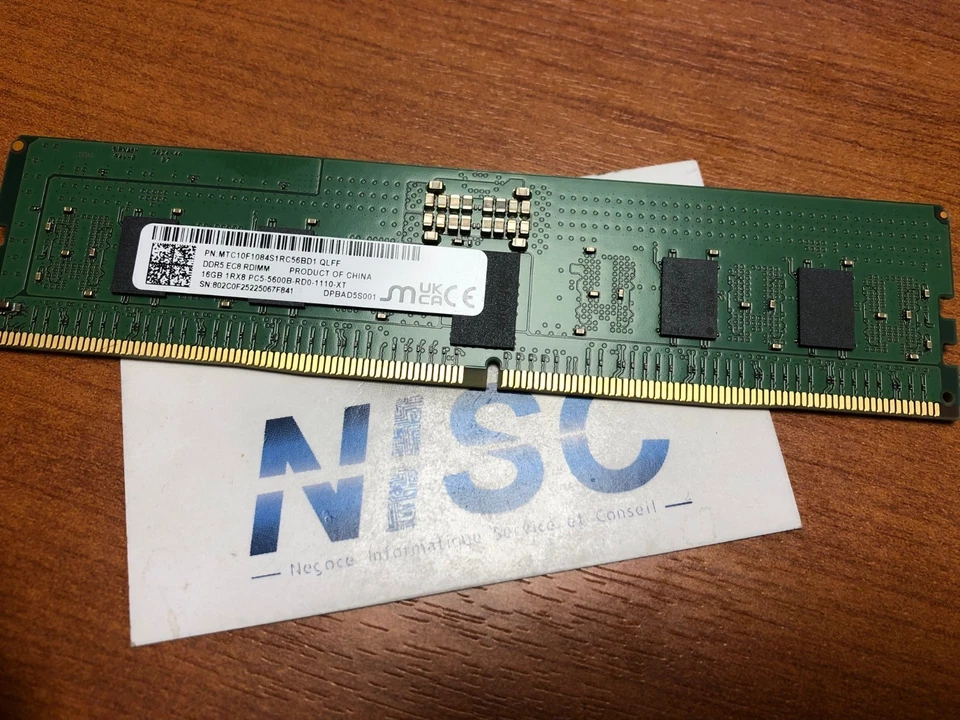 PN:MTC10F1084S1RC56BD1 QLFF
DDR5 EC8 RDIMM PRODUCT OF CHINA
16GB 1RX8 PC5-5600B-RD0-1110-XT
SN:802C0F25225067F841 DPBAD5S001
UK
CA CE
NISC
Negoce Informatique Service et Conseil